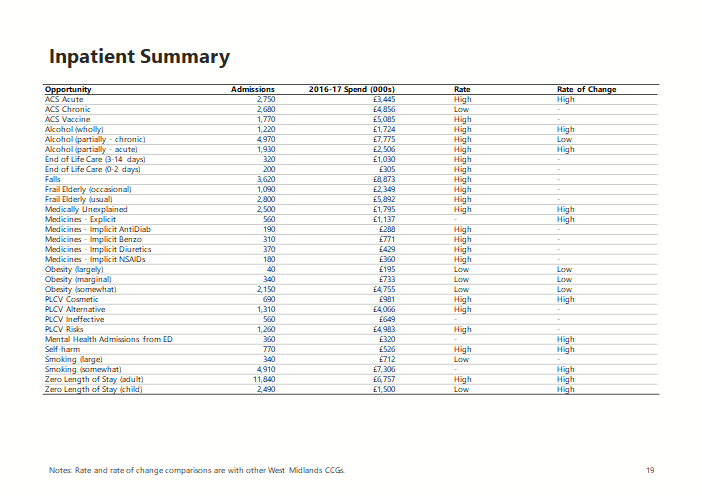 Inpatient Summary
Opportunity Admissions 2016-17 Spend (000s) Rate Rate of Change
ACS Acute 2,750 £3,445 High High
ACS Chronic 2,680 £4,856 Low -
ACS Vaccine 1,770 £5,085 High -
Alcohol (wholly) 1,220 £1,724 High High
Alcohol (partially - chronic) 4,970 £7,775 High Low
Alcohol (partially - acute) 1,930 £2,506 High High
End of Life Care (3-14 days) 320 £1,030 High -
End of Life Care (0-2 days) 200 £305 High -
Falls 3,620 £8,873 High -
Frail Elderly (occasional) 1,090 £2,349 High -
Frail Elderly (usual) 2,800 £5,892 High -
Medically Unexplained 2,500 £1,795 High High
Medicines - Explicit 560 £1,137 - High
Medicines - Implicit AntiDiab 190 £288 High -
Medicines - Implicit Benzo 310 £771 High -
Medicines - Implicit Diuretics 370 £429 High -
Medicines - Implicit NSAIDs 180 £360 High -
Obesity (largely) 40 £195 Low Low
Obesity (marginal) 340 £733 Low Low
Obesity (somewhat) 2,150 £4,755 Low Low
PLCV Cosmetic 690 £981 High High
PLCV Alternative 1,310 £4,066 High -
PLCV Ineffective 560 £649 - -
PLCV Risks 1,260 £4,983 High -
Mental Health Admissions from ED 360 £320 - High
Self-harm 770 £526 High High
Smoking (large) 340 £712 Low -
Smoking (somewhat) 4,910 £7,306 - High
Zero Length of Stay (adult) 11,840 £6,757 High High
Zero Length of Stay (child) 2,490 £1,500 Low High
Notes: Rate and rate of change comparisons are with other West Midlands CCGs.
19